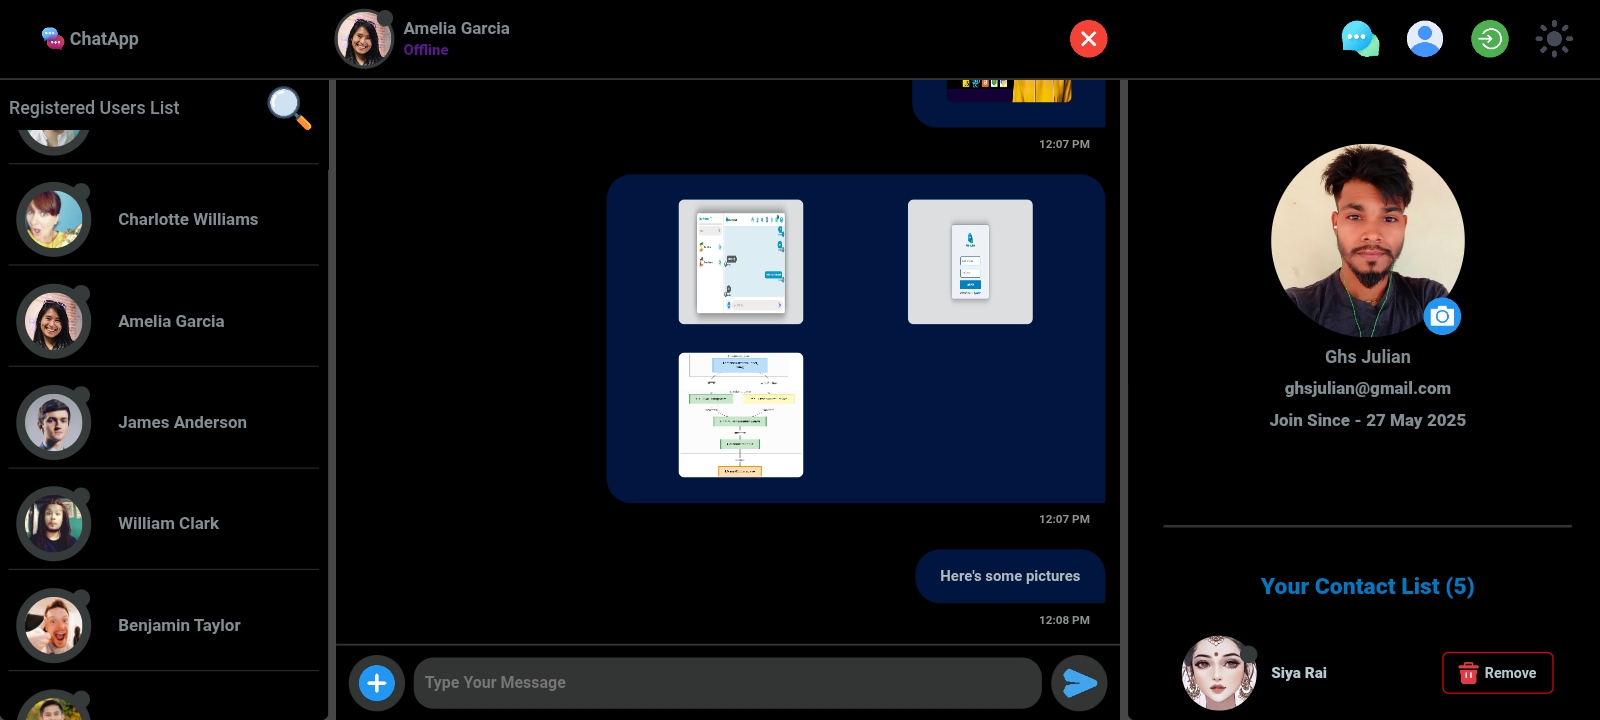 ChatApp
Amelia Garcia
Offline
Registered Users List
Charlotte Williams
Amelia Garcia
James Anderson
William Clark
Benjamin Taylor
12:07 PM
12:07 PM
Here's some pictures
12:08 PM
Type Your Message
Ghs Julian
ghsjulian@gmail.com
Join Since - 27 May 2025
Your Contact List (5)
Siya Rai
Remove